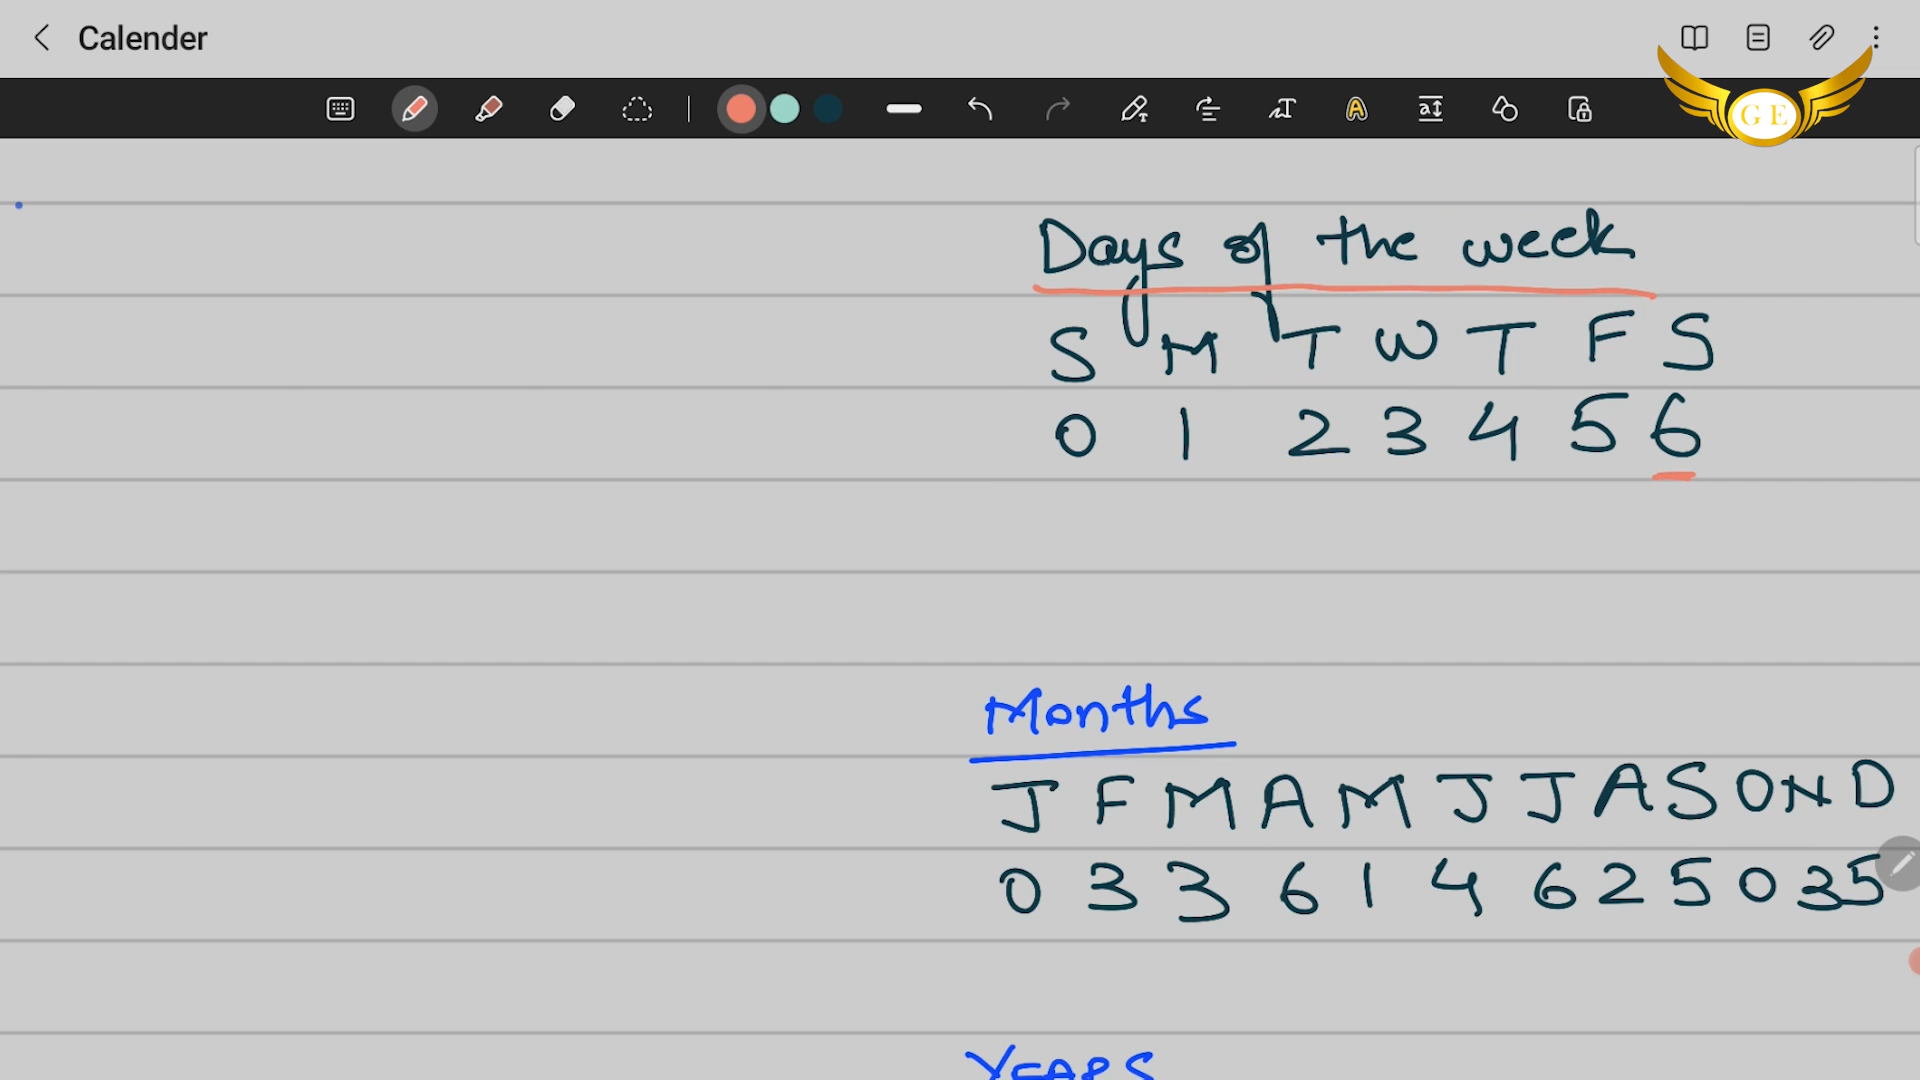 Calender
G E
Days of the week
S M T W T F S
0 1 2 3 4 5 6
Months
J F M A M J J A S O N D
0 3 3 6 1 4 6 2 5 0 3 5
YEARS